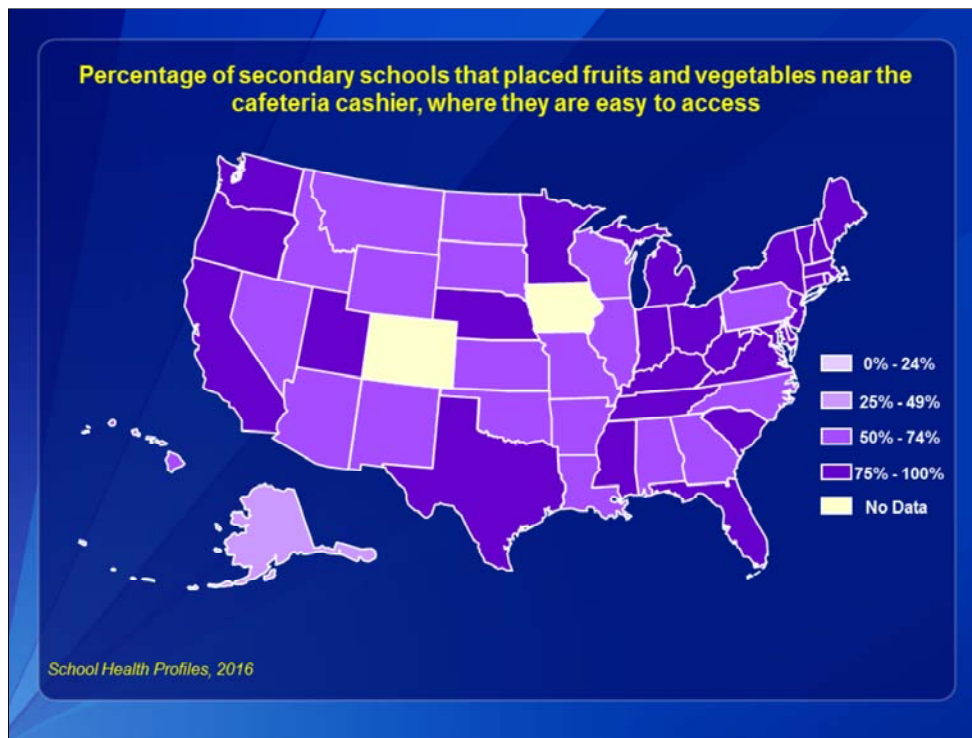 Percentage of secondary schools that placed fruits and vegetables near the
cafeteria cashier, where they are easy to access
0% - 24%
25% - 49%
50% - 74%
75% - 100%
No Data
School Health Profiles, 2016